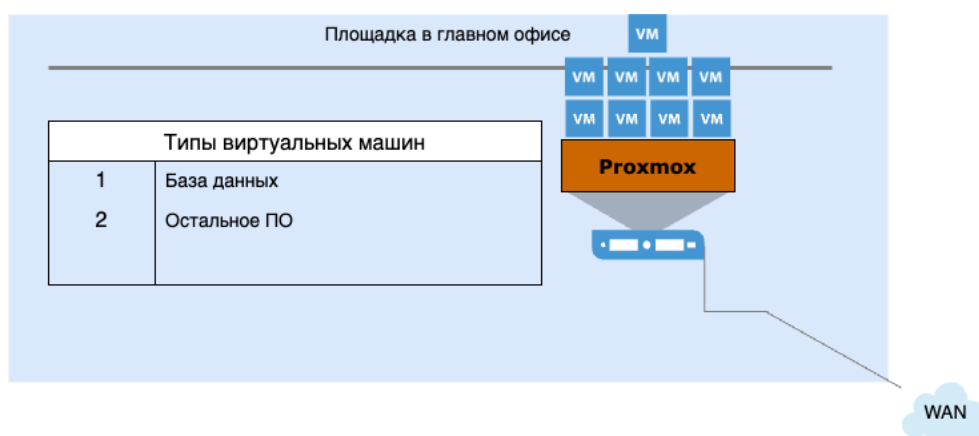 Площадка в главном офисе
VM
VM VM VM VM
VM VM VM VM
Proxmox
Типы виртуальных машин
1 База данных
2 Остальное ПО
WAN